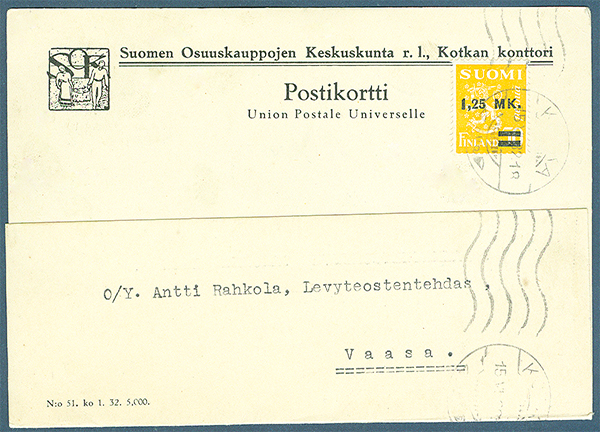 SOK
Suomen Osuuskauppojen Keskuskunta r. l., Kotkan konttori
Postikortti
Union Postale Universelle
SUOMI
1,25 MK.
FINLAND
O/Y. Antti Rahkola, Levyteostentehdas,
Vaasa.
N:o 51. ko 1. 32. 5,000.